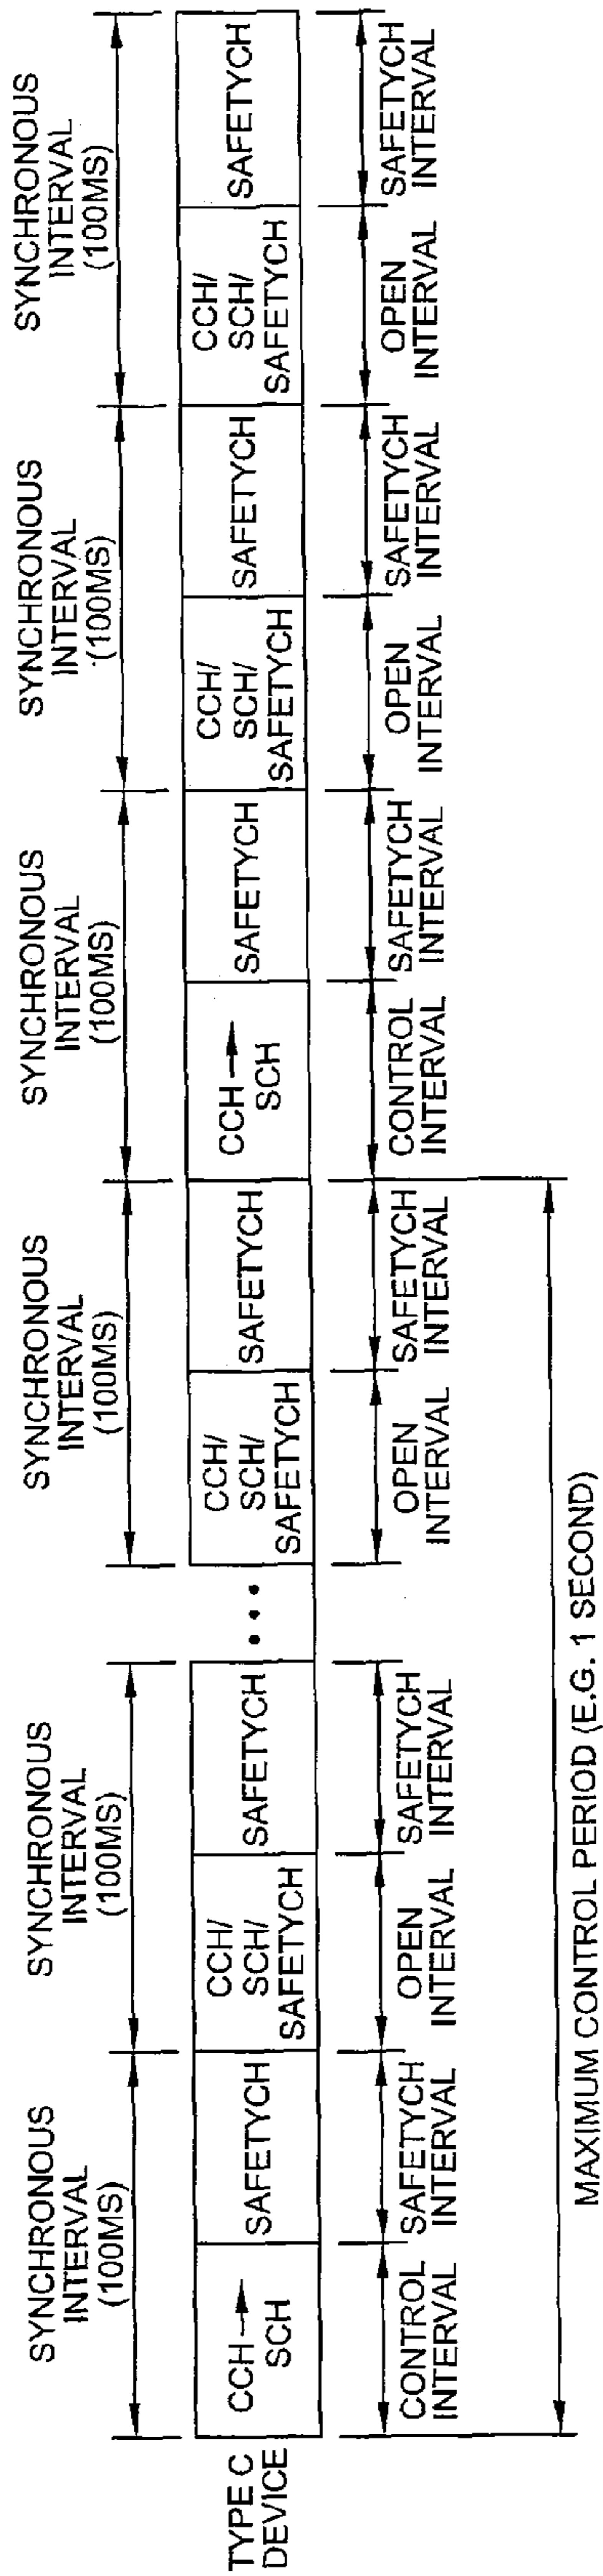 SYNCHRONOUS
INTERVAL
(100MS)
SYNCHRONOUS
INTERVAL
(100MS)
SYNCHRONOUS
INTERVAL
(100MS)
SYNCHRONOUS
INTERVAL
(100MS)
SYNCHRONOUS
INTERVAL
(100MS)
SYNCHRONOUS
INTERVAL
(100MS)
TYPE C
DEVICE
CCH
SCH
SAFETYCH
CCH/
SCH/
SAFETYCH
SAFETYCH
•••
CCH/
SCH/
SAFETYCH
SAFETYCH
CCH
SCH
SAFETYCH
CCH/
SCH/
SAFETYCH
SAFETYCH
CCH/
SCH/
SAFETYCH
SAFETYCH
CONTROL
INTERVAL
SAFETYCH
INTERVAL
OPEN
INTERVAL
SAFETYCH
INTERVAL
OPEN
INTERVAL
SAFETYCH
INTERVAL
CONTROL
INTERVAL
SAFETYCH
INTERVAL
OPEN
INTERVAL
SAFETYCH
INTERVAL
OPEN
INTERVAL
SAFETYCH
INTERVAL
MAXIMUM CONTROL PERIOD (E.G. 1 SECOND)